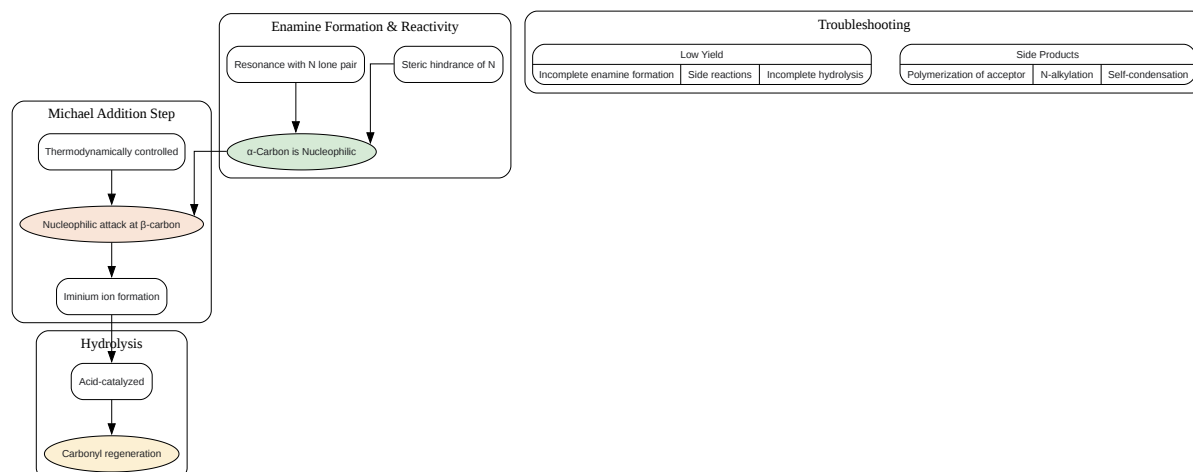 Enamine Formation & Reactivity
Resonance with N lone pair
Steric hindrance of N
α-Carbon is Nucleophilic
Michael Addition Step
Thermodynamically controlled
Nucleophilic attack at β-carbon
Iminium ion formation
Hydrolysis
Acid-catalyzed
Carbonyl regeneration
Troubleshooting
Low Yield
Incomplete enamine formation
Side reactions
Incomplete hydrolysis
Side Products
Polymerization of acceptor
N-alkylation
Self-condensation